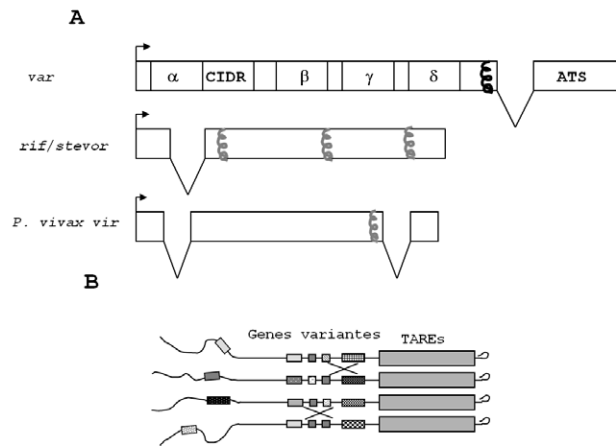 A
var α CIDR β γ δ ATS
rif/stevor
P. vivax vir
B
Genes variantes TAREs